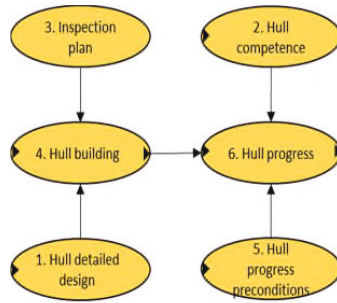 3. Inspection
plan
2. Hull
competence
4. Hull building
6. Hull progress
1. Hull detailed
design
5. Hull
progress
preconditions